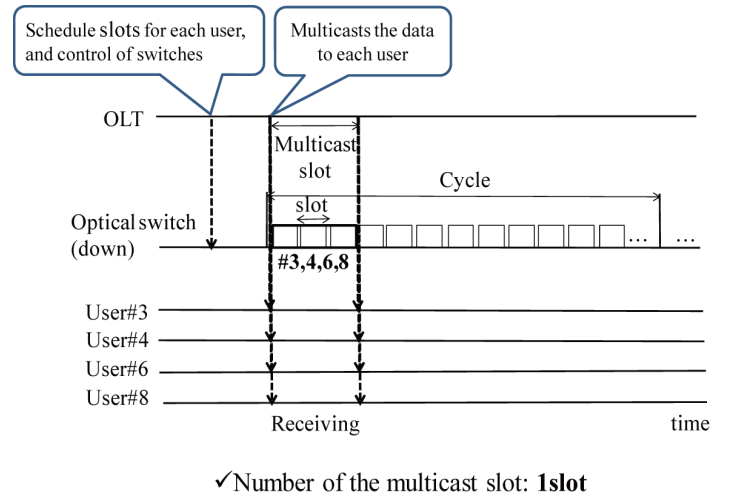 Schedule slots for each user,
and control of switches
Multicasts the data
to each user
OLT
Multicast
slot
Cycle
slot
Optical switch
(down)
... ...
#3,4,6,8
User#3
User#4
User#6
User#8
Receiving
time
✓Number of the multicast slot: 1slot